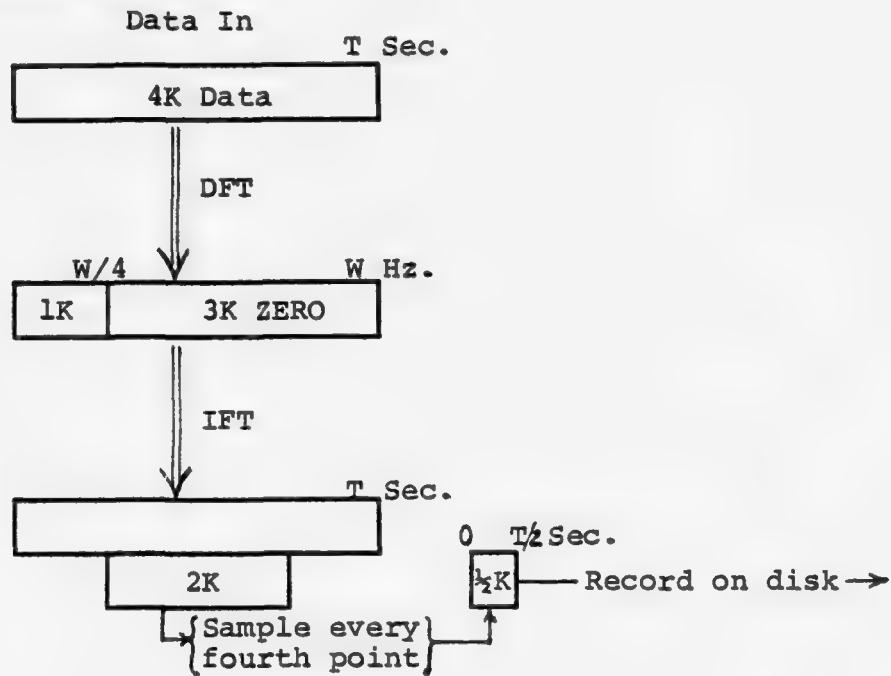 Data In
T Sec.
4K Data
DFT
W/4
W Hz.
1K
3K ZERO
IFT
T Sec.
0 T/2 Sec.
2K
½K
Record on disk
Sample every
fourth point